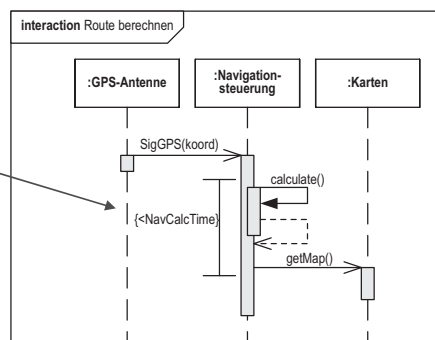 interaction Route berechnen
:GPS-Antenne
:Navigation-
steuerung
:Karten
SigGPS(koord)
calculate()
{<NavCalcTime}
getMap()